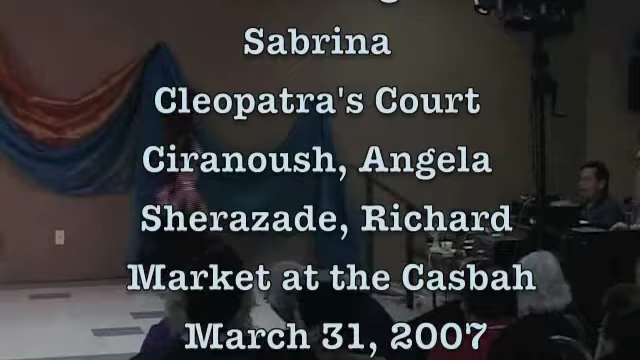 Sabrina
Cleopatra's Court
Ciranoush, Angela
Sherazade, Richard
Market at the Casbah
March 31, 2007